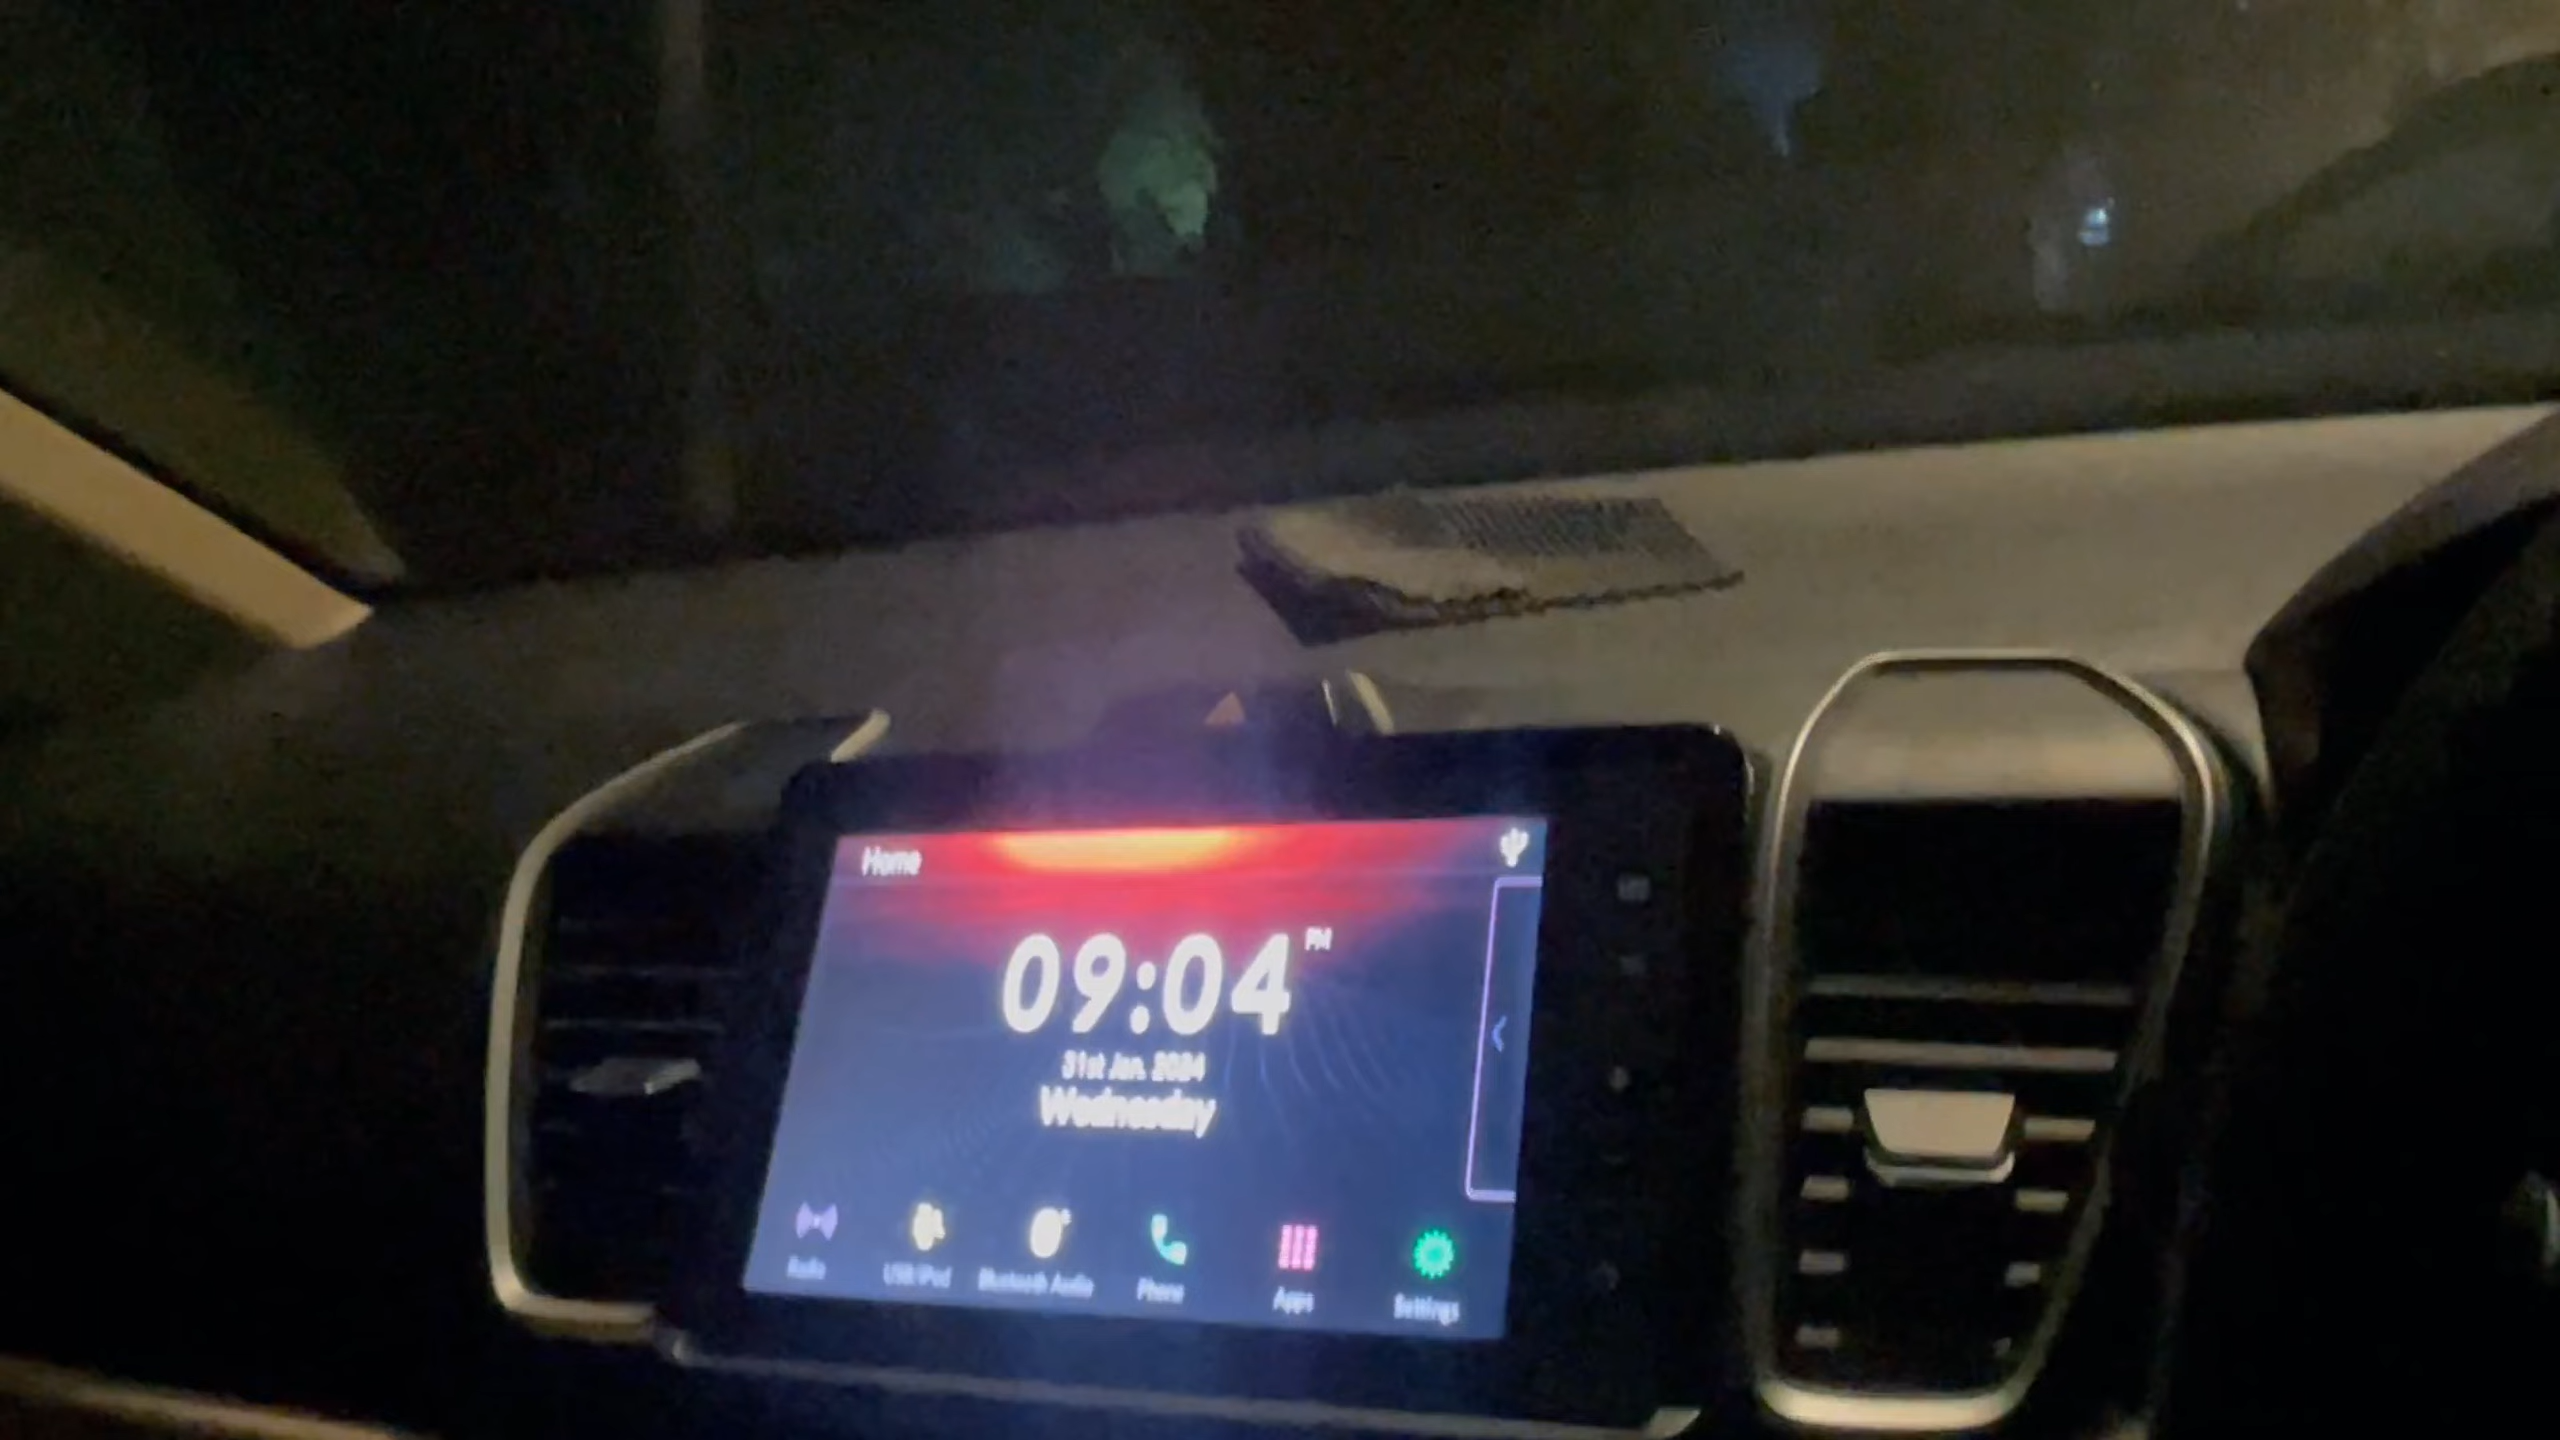 Home
09:04 PM
31st Jan. 2024
Wednesday
Radio
USB/iPod
Bluetooth Audio
Phone
Apps
Settings